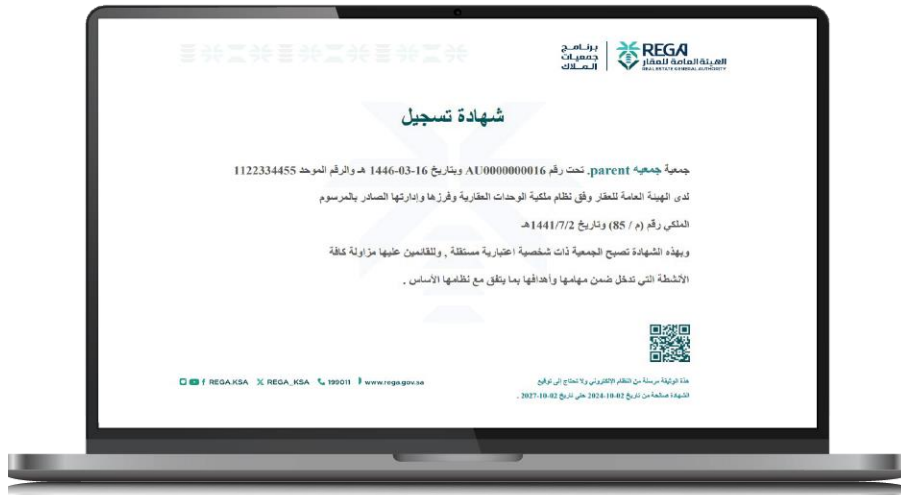 برنامج
جمعيات
الملاك
REGA
الهيئة العامة للعقار
REAL ESTATE GENERAL AUTHORITY
شهادة تسجيل
جمعية جمعيه parent. تحت رقم AU0000000016 وبتاريخ 16-03-1446 هـ والرقم الموحد 1122334455
لدى الهيئة العامة للعقار وفق نظام ملكية الوحدات العقارية وفرزها وإدارتها الصادر بالمرسوم
الملكي رقم (م / 85) وتاريخ 1441/7/2هـ
وبهذه الشهادة تصبح الجمعية ذات شخصية اعتبارية مستقلة , وللقائمين عليها مزاولة كافة
الأنشطة التي تدخل ضمن مهامها وأهدافها بما يتفق مع نظامها الأساس .
هذة الوثيقة مرسلة من النظام الإلكتروني ولا تحتاج إلى توقيع
الشهادة صالحة من تاريخ 02-10-2024 حتي تاريخ 02-10-2027 .
REGA.KSA REGA_KSA 199011 www.rega.gov.sa